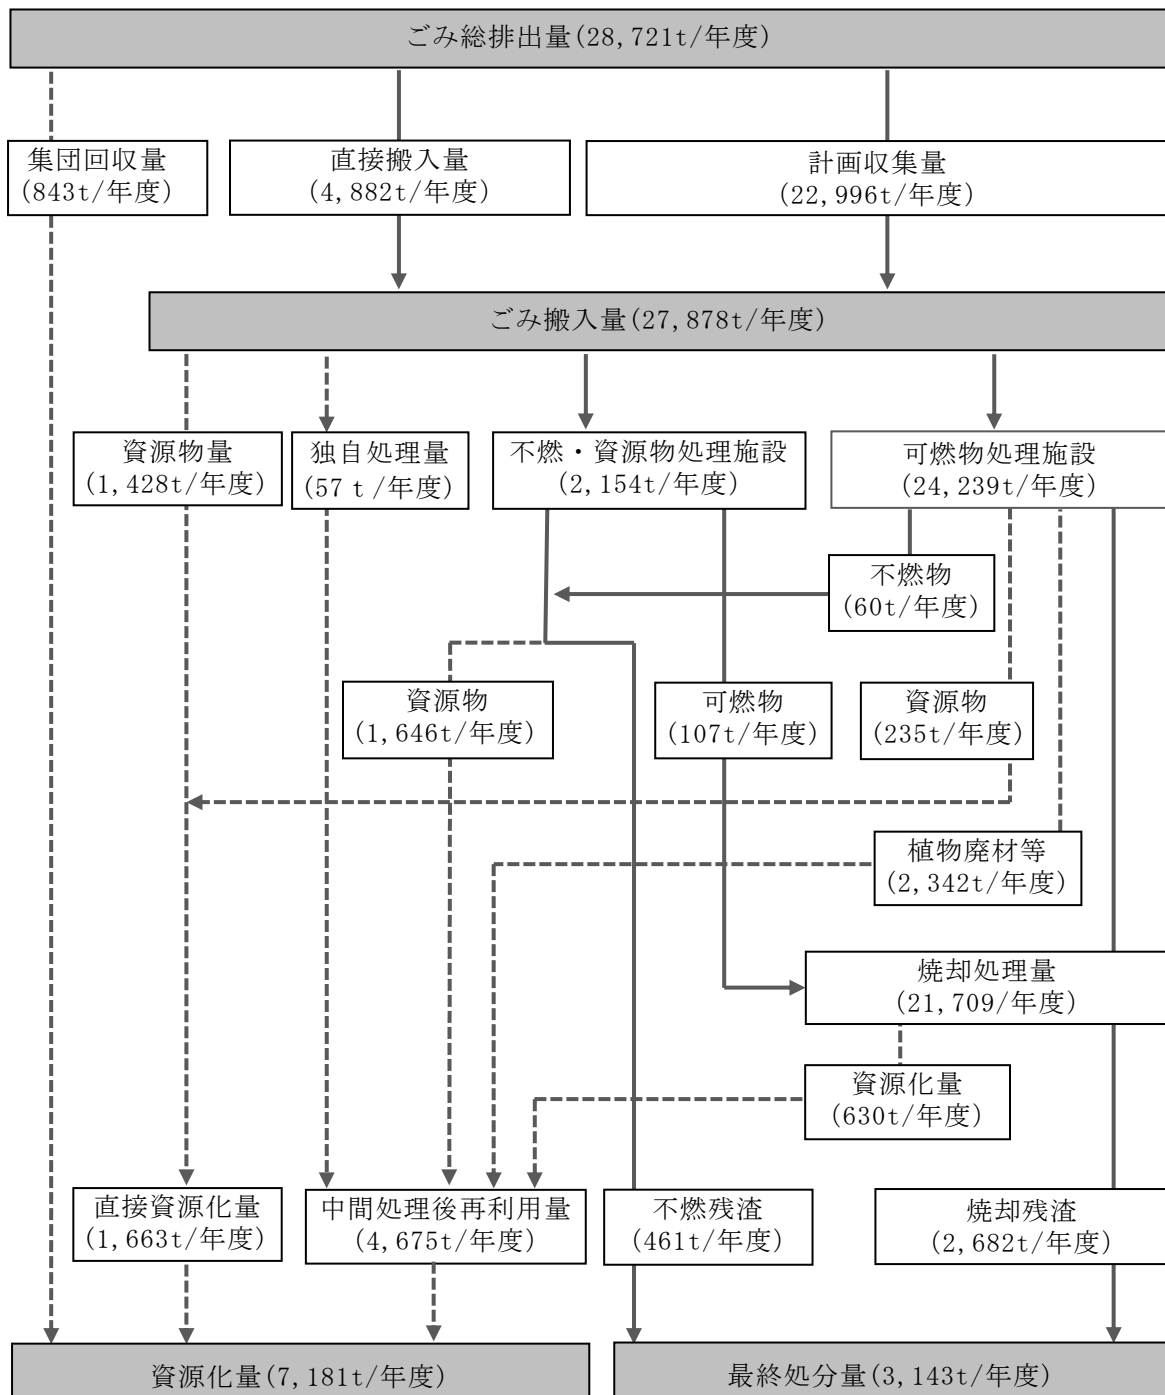 ごみ総排出量(28,721t/年度)
集団回収量
(843t/年度)
直接搬入量
(4,882t/年度)
計画収集量
(22,996t/年度)
ごみ搬入量(27,878t/年度)
資源物量
(1,428t/年度)
独自処理量
(57ｔ/年度)
不燃・資源物処理施設
(2,154t/年度)
可燃物処理施設
(24,239t/年度)
不燃物
(60t/年度)
資源物
(1,646t/年度)
可燃物
(107t/年度)
資源物
(235t/年度)
植物廃材等
(2,342t/年度)
焼却処理量
(21,709/年度)
資源化量
(630t/年度)
直接資源化量
(1,663t/年度)
中間処理後再利用量
(4,675t/年度)
不燃残渣
(461t/年度)
焼却残渣
(2,682t/年度)
資源化量(7,181t/年度)
最終処分量(3,143t/年度)